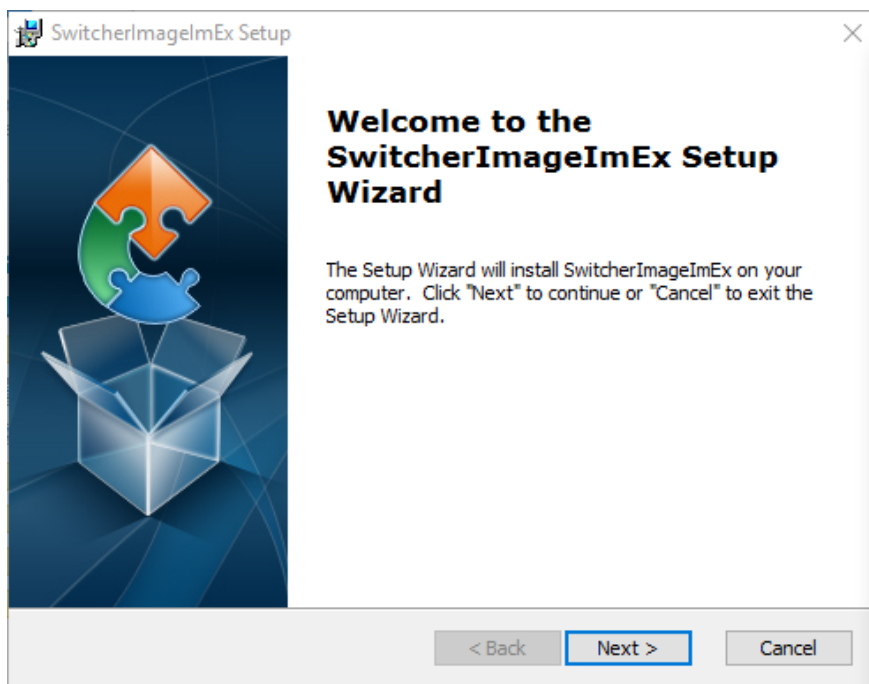 SwitcherImageImEx Setup
Welcome to the
SwitcherImageImEx Setup
Wizard
The Setup Wizard will install SwitcherImageImEx on your
computer.  Click "Next" to continue or "Cancel" to exit the
Setup Wizard.
< Back
Next >
Cancel